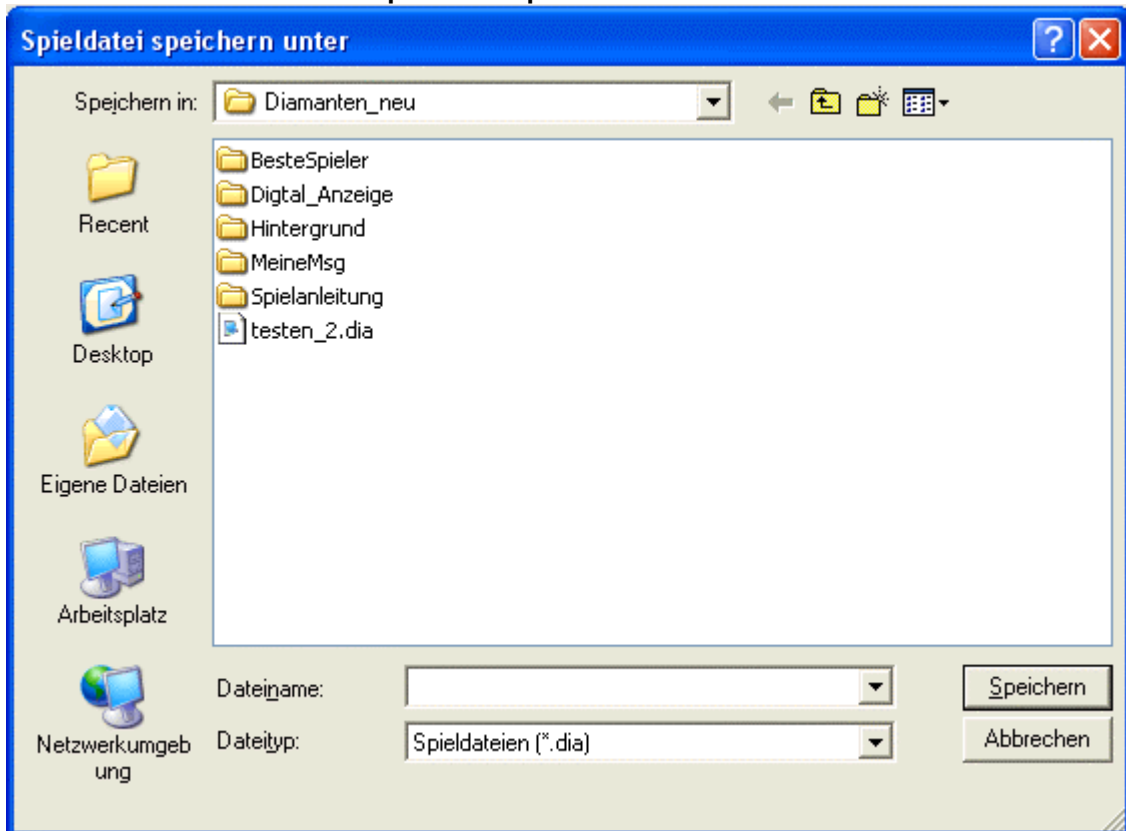 Spieldatei speichern unter
Speichern in:
Diamanten_neu
BesteSpieler
Digtal_Anzeige
Hintergrund
MeineMsg
Spielanleitung
testen_2.dia
Recent
Desktop
Eigene Dateien
Arbeitsplatz
Netzwerkumgeb
ung
Dateiname:
Speichern
Dateityp:
Spieldateien (*.dia)
Abbrechen